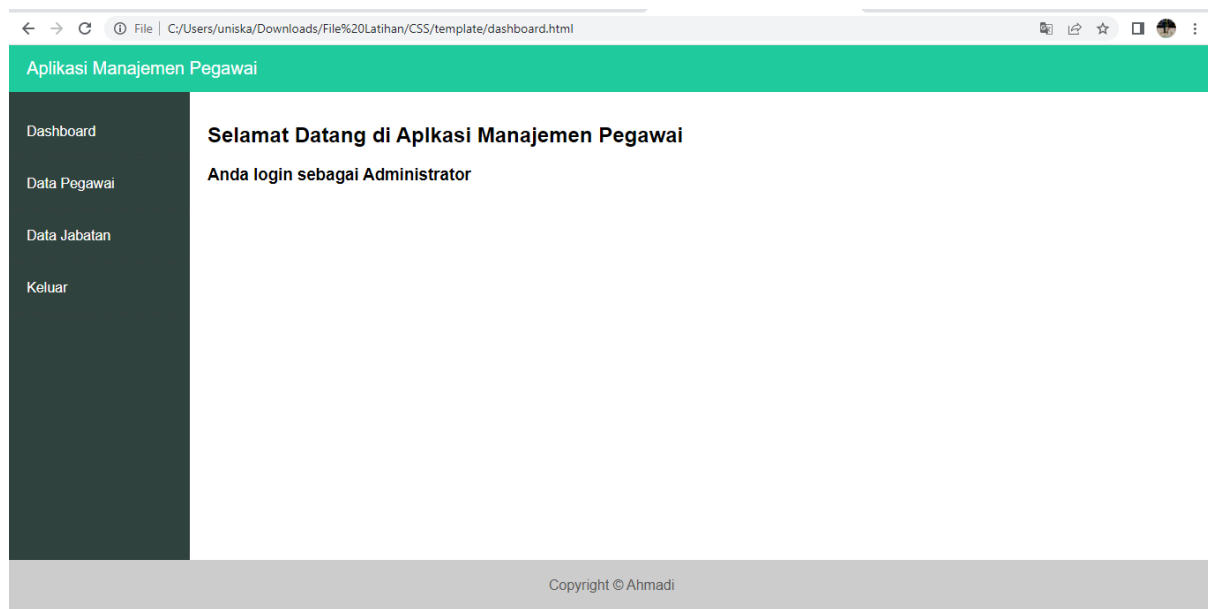 File | C:/Users/uniska/Downloads/File%20Latihan/CSS/template/dashboard.html
Aplikasi Manajemen Pegawai
Dashboard
Selamat Datang di Aplkasi Manajemen Pegawai
Anda login sebagai Administrator
Data Pegawai
Data Jabatan
Keluar
Copyright © Ahmadi